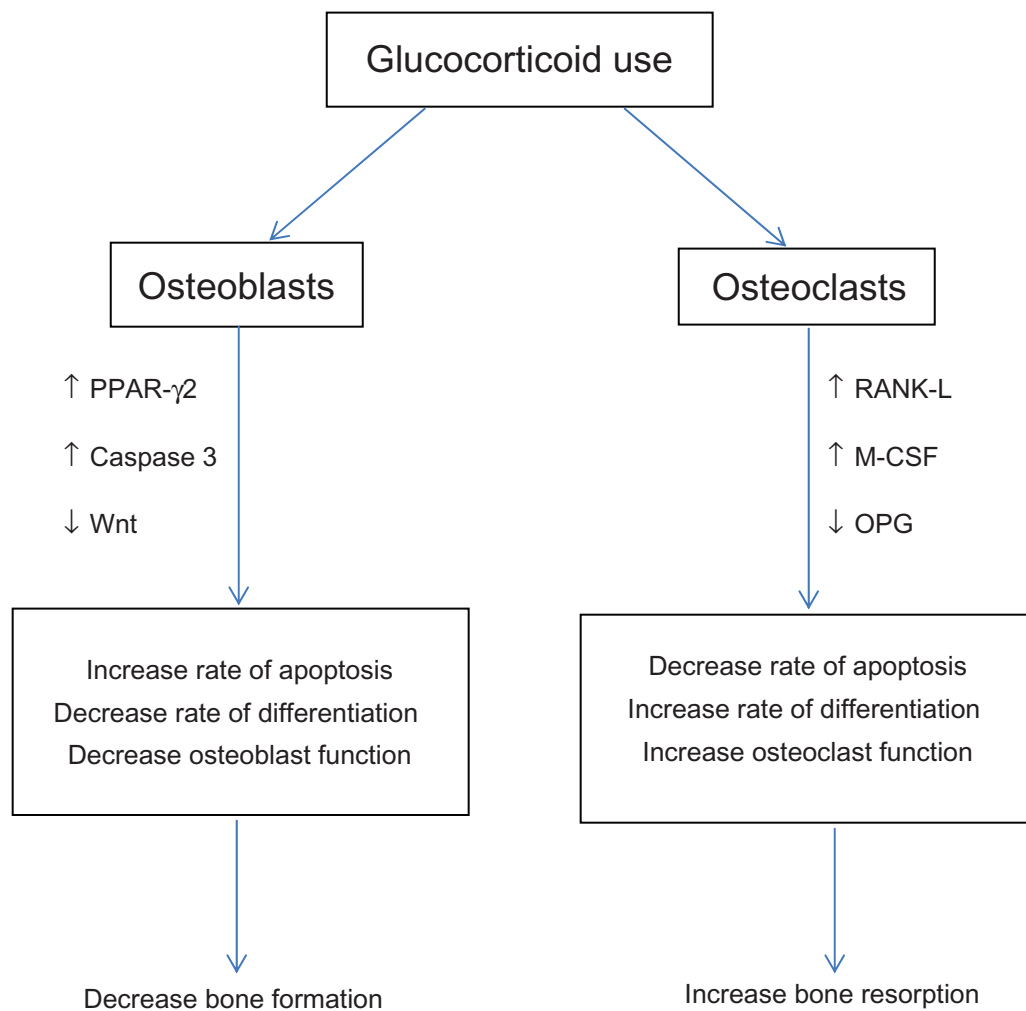 Glucocorticoid use
Osteoblasts
↑ PPAR-γ2
↑ Caspase 3
↓ Wnt
Increase rate of apoptosis
Decrease rate of differentiation
Decrease osteoblast function
Decrease bone formation
Osteoclasts
↑ RANK-L
↑ M-CSF
↓ OPG
Decrease rate of apoptosis
Increase rate of differentiation
Increase osteoclast function
Increase bone resorption